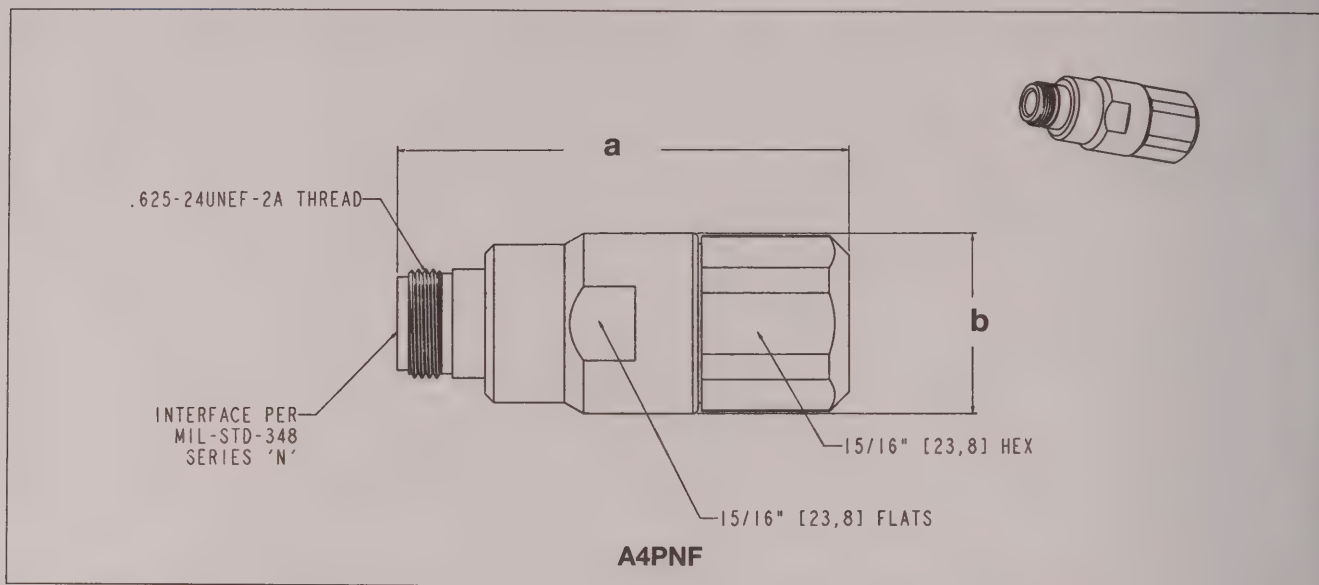 a
.625-24UNEF-2A THREAD
b
INTERFACE PER
MIL-STD-348
SERIES 'N'
15/16" [23,8] HEX
15/16" [23,8] FLATS
A4PNF